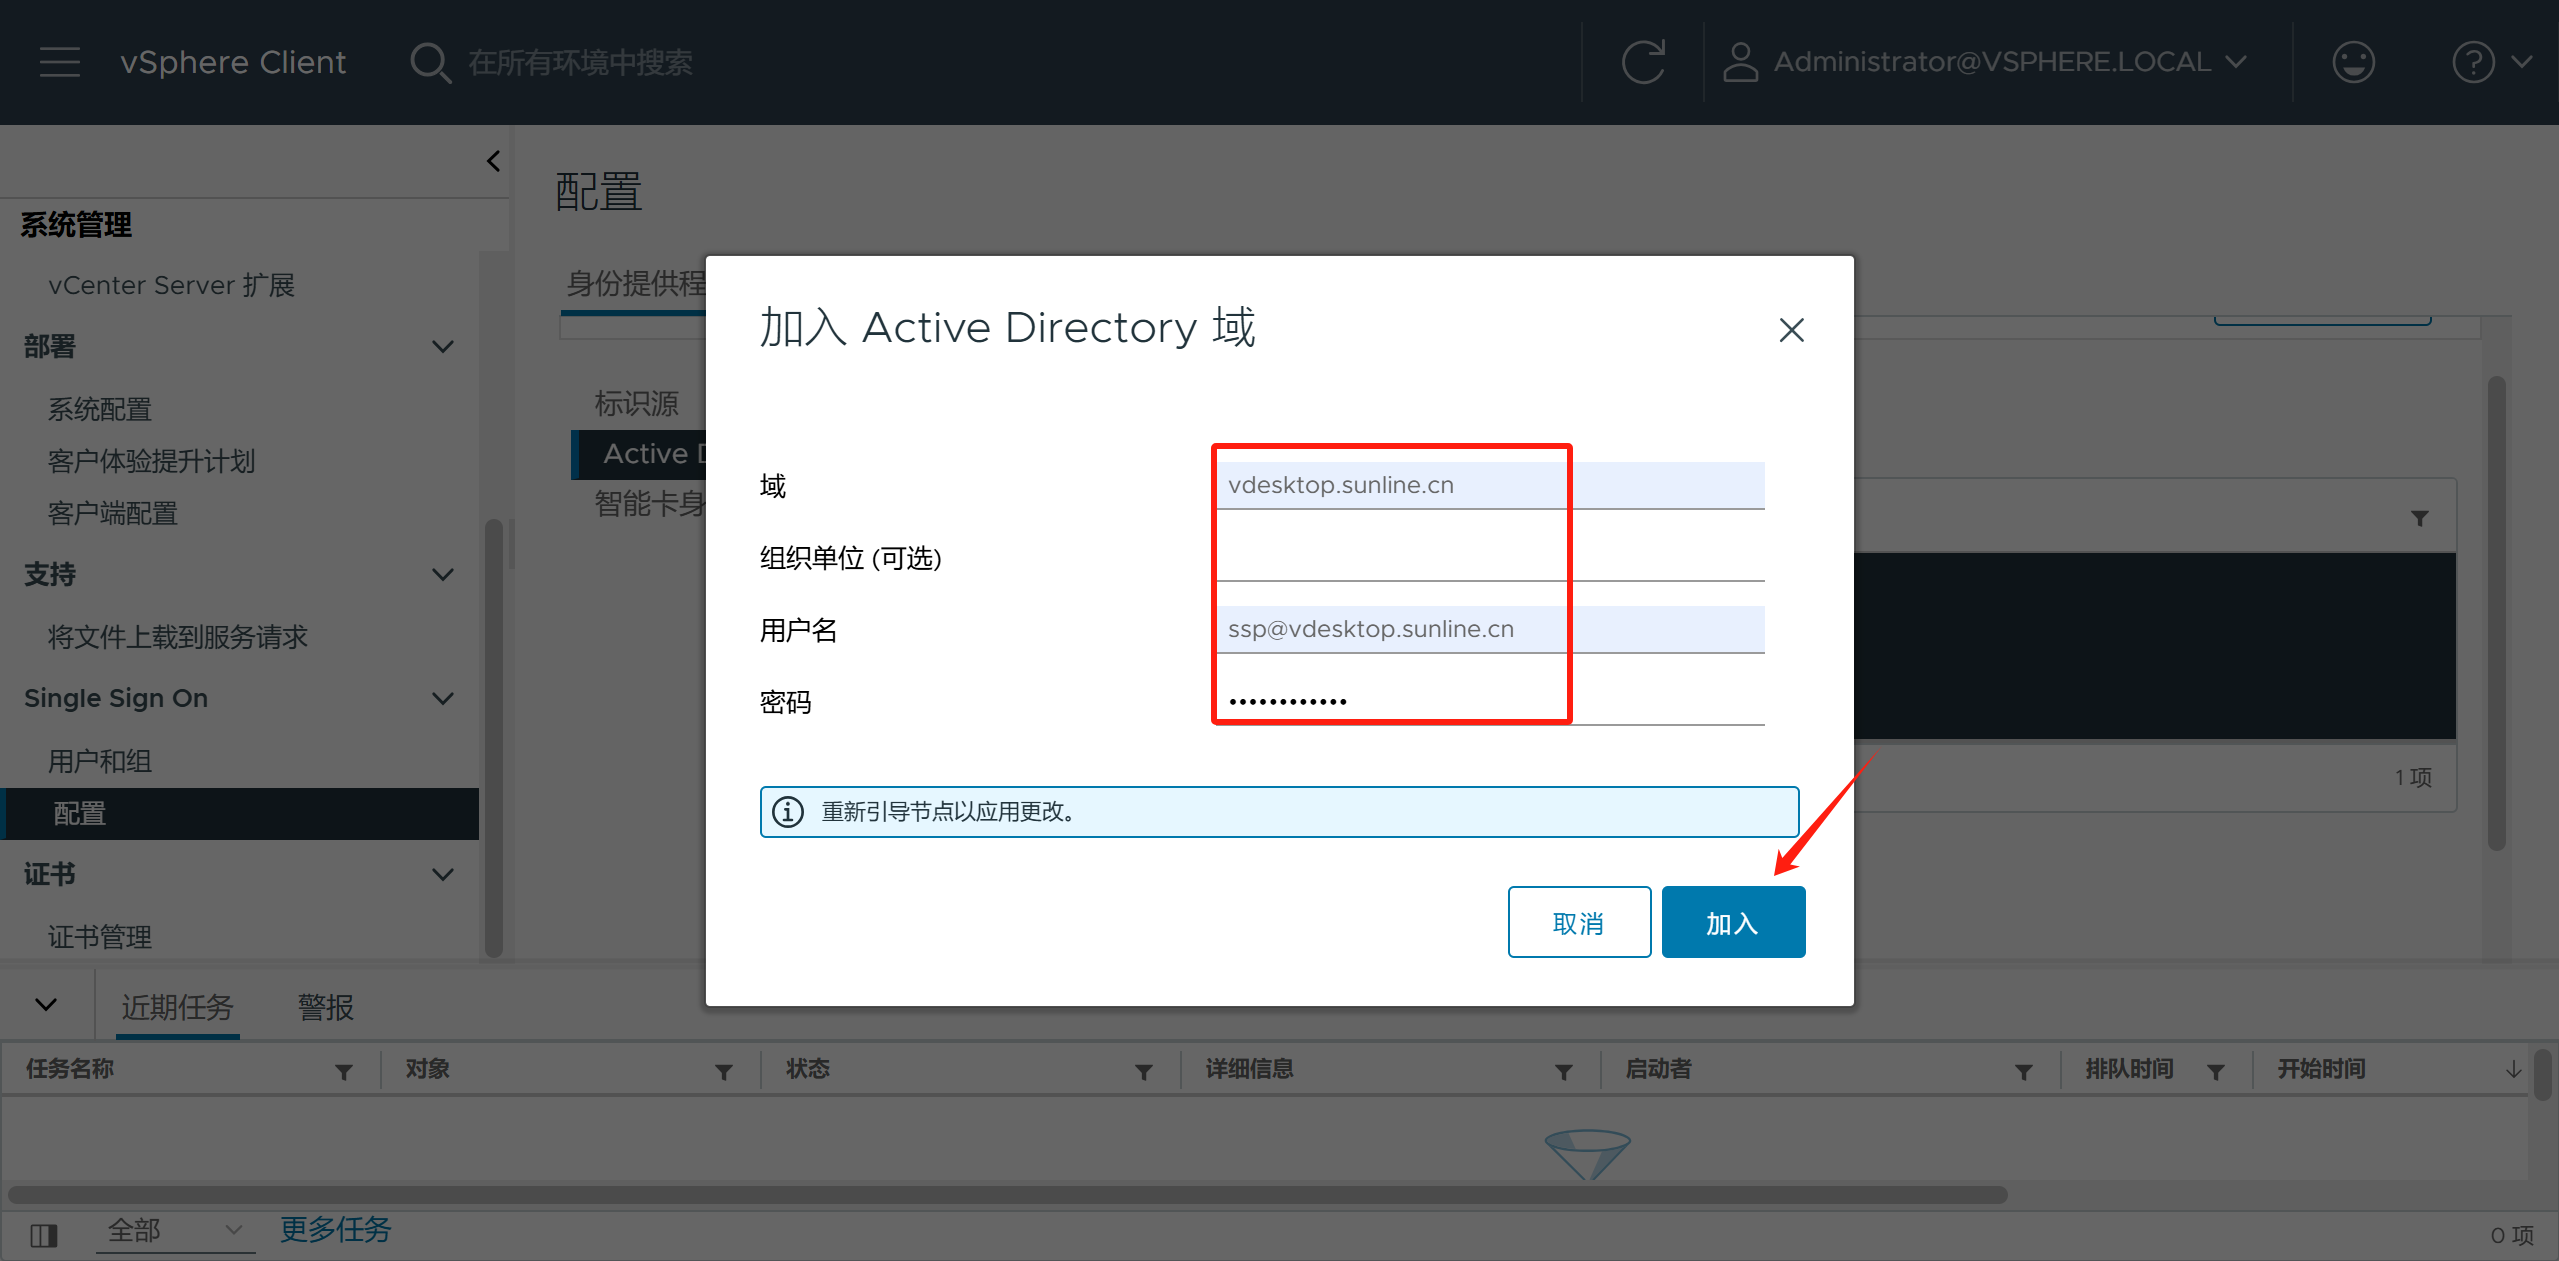 vSphere Client
在所有环境中搜索
Administrator@VSPHERE.LOCAL
系统管理
vCenter Server 扩展
部署
系统配置
客户体验提升计划
客户端配置
支持
将文件上载到服务请求
Single Sign On
用户和组
配置
证书
证书管理
配置
身份提供程
标识源
Active D
智能卡身
1 项
加入 Active Directory 域
域
vdesktop.sunline.cn
组织单位 (可选)
用户名
ssp@vdesktop.sunline.cn
密码
••••••••••••
重新引导节点以应用更改。
取消
加入
近期任务
警报
任务名称
对象
状态
详细信息
启动者
排队时间
开始时间
全部
更多任务
0 项